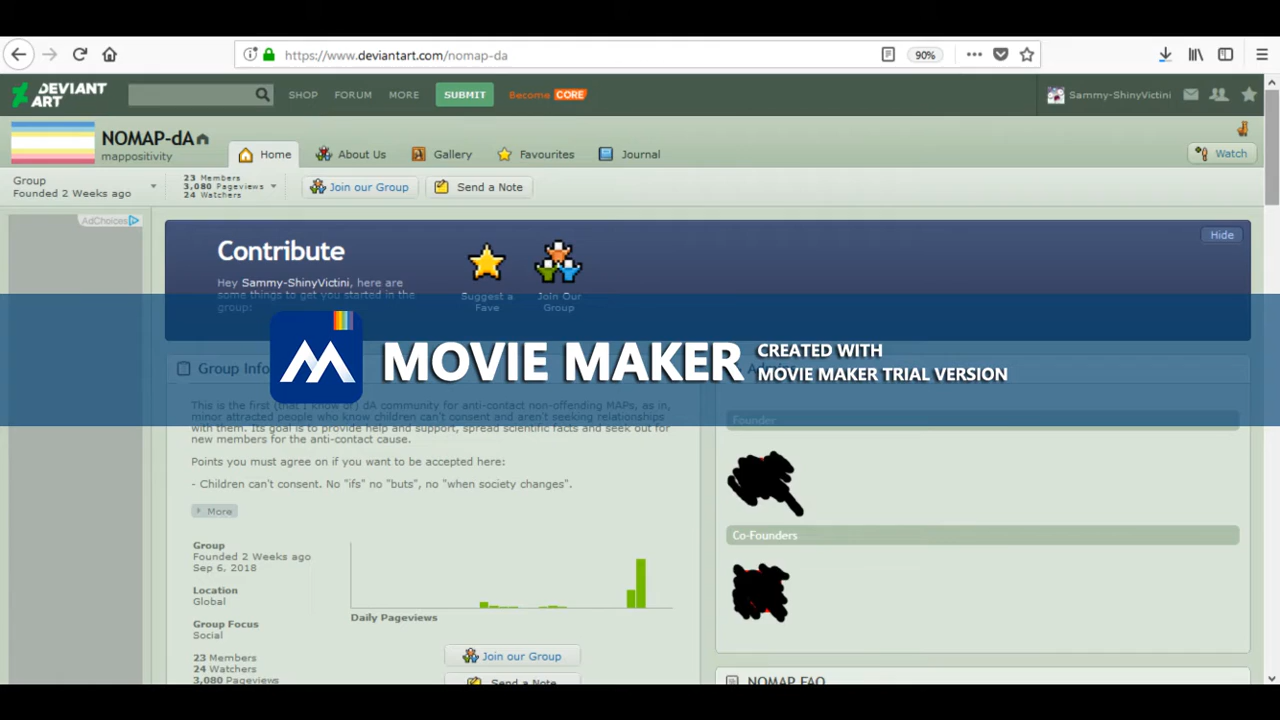 https://www.deviantart.com/nomap-da
90%
DEVIANT ART
SHOP FORUM MORE SUBMIT Become CORE
Sammy-ShinyVictini
NOMAP-dA
mappositivity
Home About Us Gallery Favourites Journal
Watch
Group
Founded 2 Weeks ago
23 Members
3,080 Pageviews
24 Watchers
Join our Group
Send a Note
AdChoices
Contribute
Hide
Hey Sammy-ShinyVictini, here are
some things to get you started in the
group:
Suggest a
Fave
Join Our
Group
MOVIE MAKER
CREATED WITH
MOVIE MAKER TRIAL VERSION
Group Info
This is the first (that I know of) dA community for anti-contact non-offending MAPs, as in,
minor attracted people who know children can't consent and aren't seeking relationships
with them. Its goal is to provide help and support, spread scientific facts and seek out for
new members for the anti-contact cause.
Points you must agree on if you want to be accepted here:
- Children can't consent. No "ifs" no "buts", no "when society changes".
More
Group
Founded 2 Weeks ago
Sep 6, 2018
Location
Global
Group Focus
Social
23 Members
24 Watchers
3,080 Pageviews
Daily Pageviews
Join our Group
Send a Note
Founder
Co-Founders
NOMAP FAQ